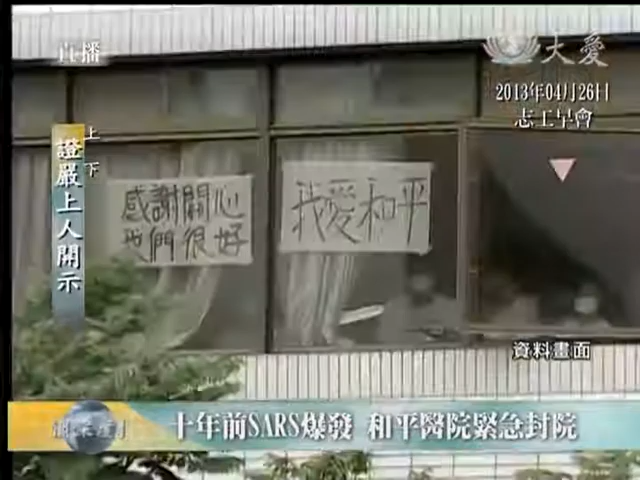 直播
大愛
2013年04月26日
志工早會
上
下
證嚴上人開示
感謝關心
我們很好
我愛和平
資料畫面
十年前SARS爆發 和平醫院緊急封院